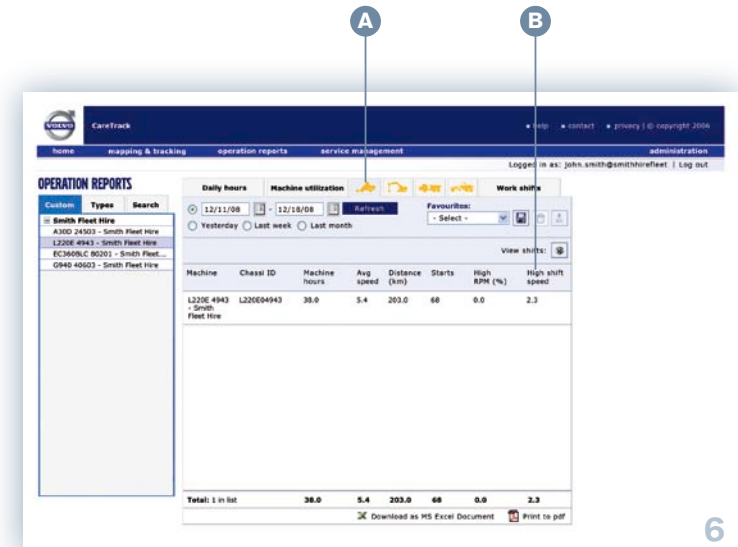 A B
VOLVO CareTrack help contact privacy | © copyright 2006
home mapping & tracking operation reports service management administration
Logged in as: john.smith@smithhirefleet | Log out
OPERATION REPORTS
Daily hours Machine utilization Work shifts
Custom Types Search
12/11/08 - 12/18/08 Refresh Favourites:
- Select -
Yesterday Last week Last month
Smith Fleet Hire
A30D 24503 - Smith Fleet Hire
L220E 4943 - Smith Fleet Hire
EC360BLC 80201 - Smith Fleet...
G940 40603 - Smith Fleet Hire
View shifts:
Machine Chassi ID Machine hours Avg speed Distance (km) Starts High RPM (%) High shift speed
L220E 4943 - Smith Fleet Hire L220E04943 38.0 5.4 203.0 68 0.0 2.3
Total: 1 in list 38.0 5.4 203.0 68 0.0 2.3
Download as MS Excel Document Print to pdf
6